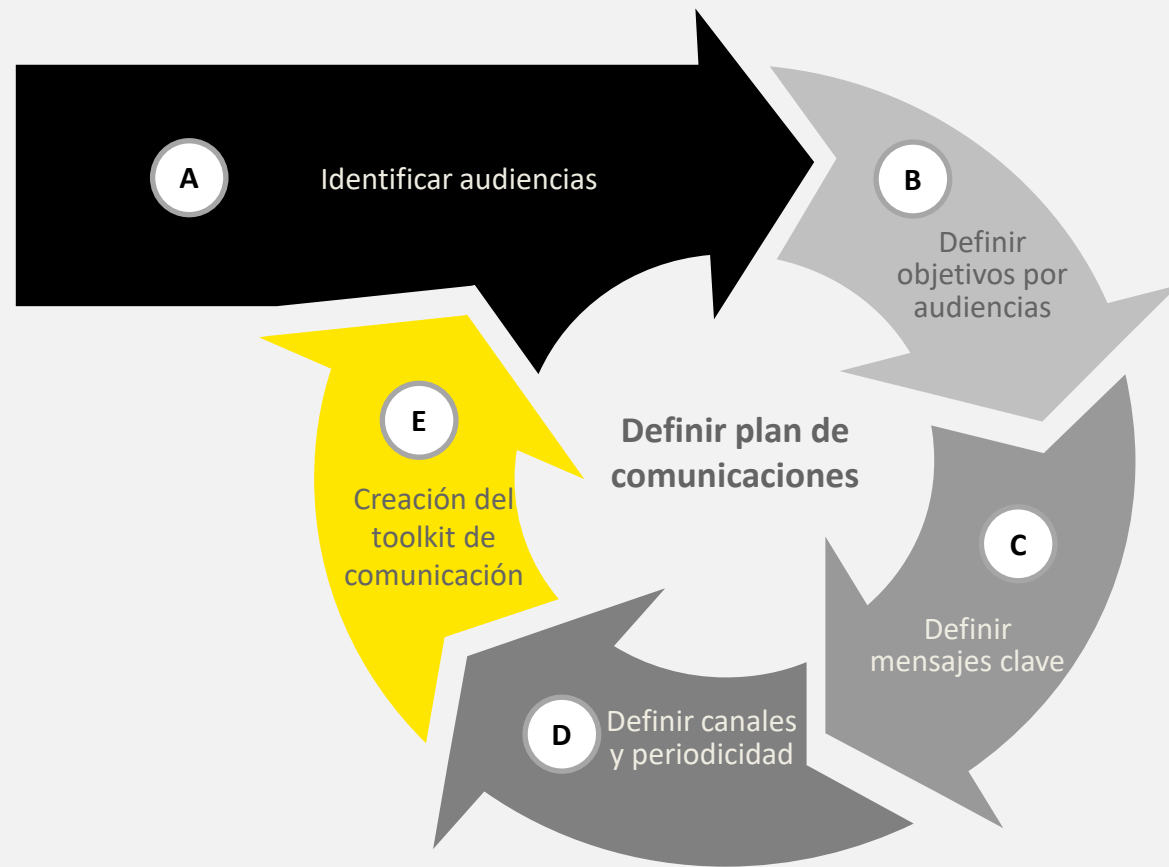 A
Identificar audiencias
B
Definir
objetivos por
audiencias
C
Definir
mensajes clave
D
Definir canales
y periodicidad
E
Creación del
toolkit de
comunicación
Definir plan de
comunicaciones